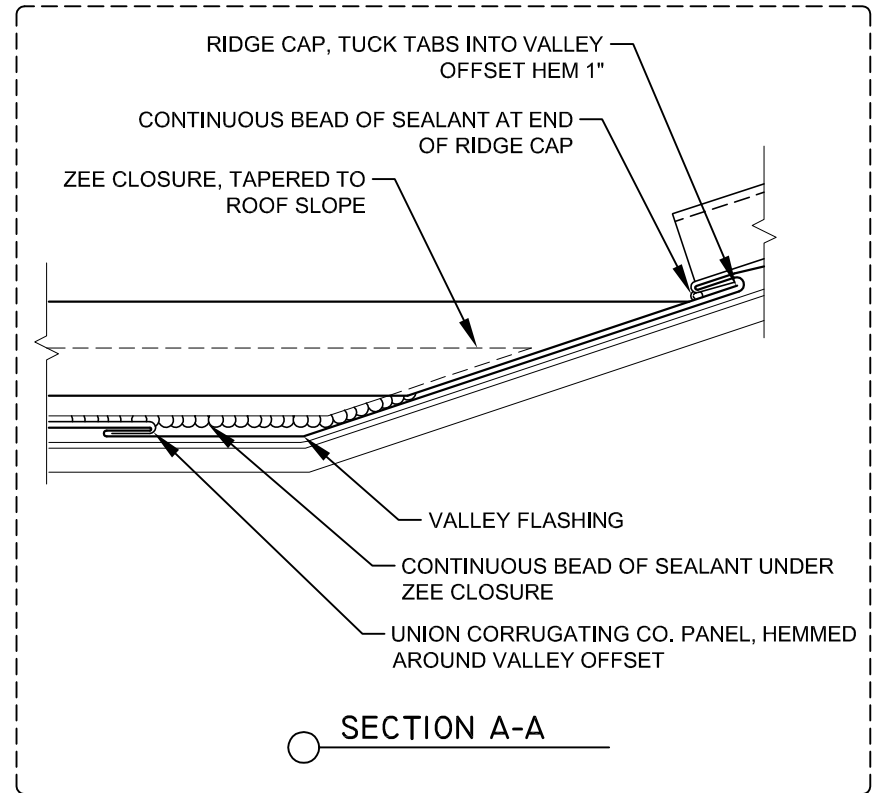 RIDGE CAP, TUCK TABS INTO VALLEY
OFFSET HEM 1"
CONTINUOUS BEAD OF SEALANT AT END
OF RIDGE CAP
ZEE CLOSURE, TAPERED TO
ROOF SLOPE
VALLEY FLASHING
CONTINUOUS BEAD OF SEALANT UNDER
ZEE CLOSURE
UNION CORRUGATING CO. PANEL, HEMMED
AROUND VALLEY OFFSET
SECTION A-A